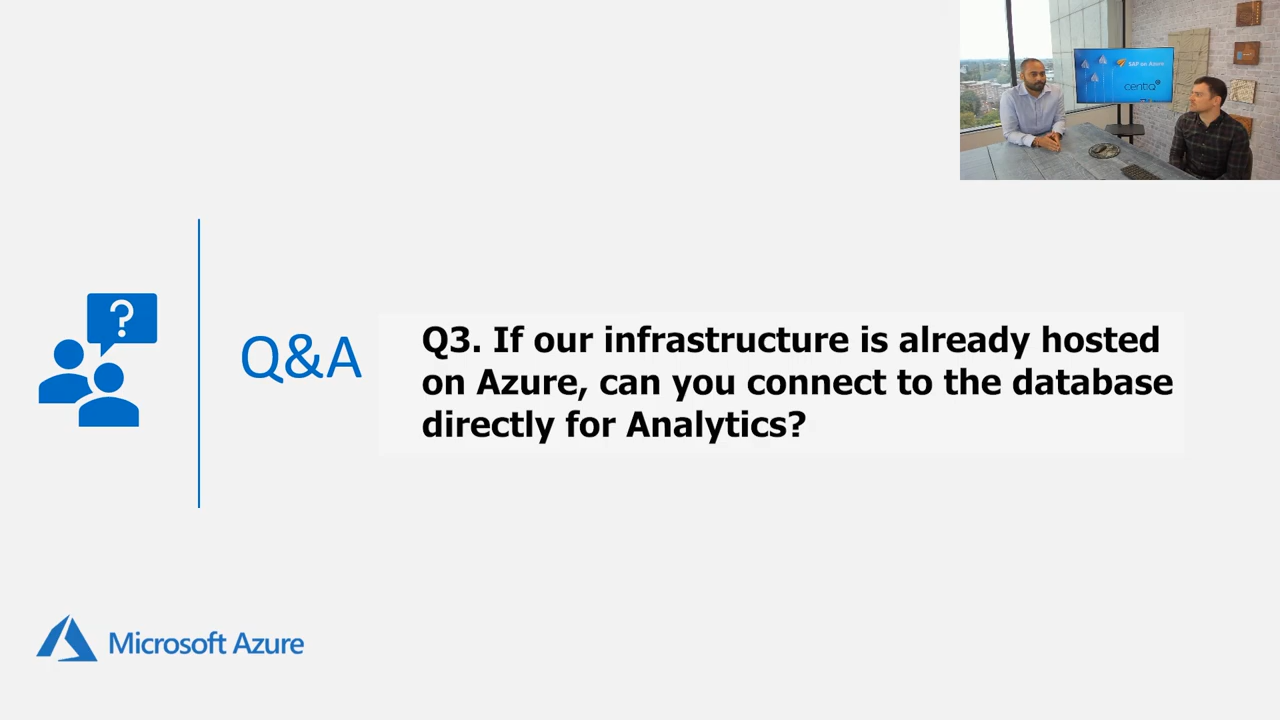 SAP on Azure
centiq
?
Q&A
Q3. If our infrastructure is already hosted
on Azure, can you connect to the database
directly for Analytics?
Microsoft Azure